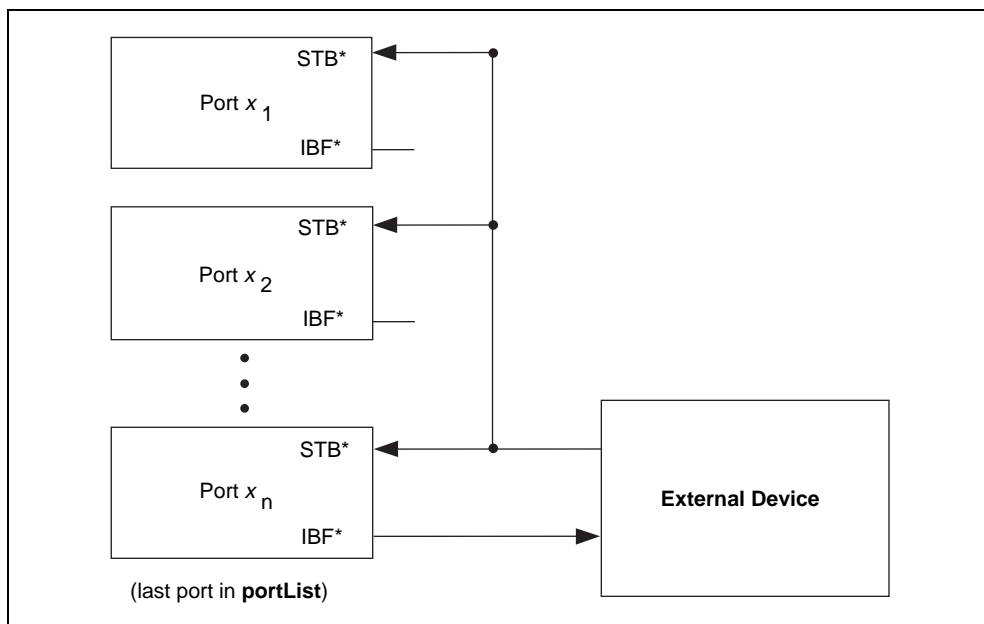 STB*
Port x 1
IBF*
STB*
Port x 2
IBF*
STB*
Port x n
IBF*
External Device
(last port in portList)